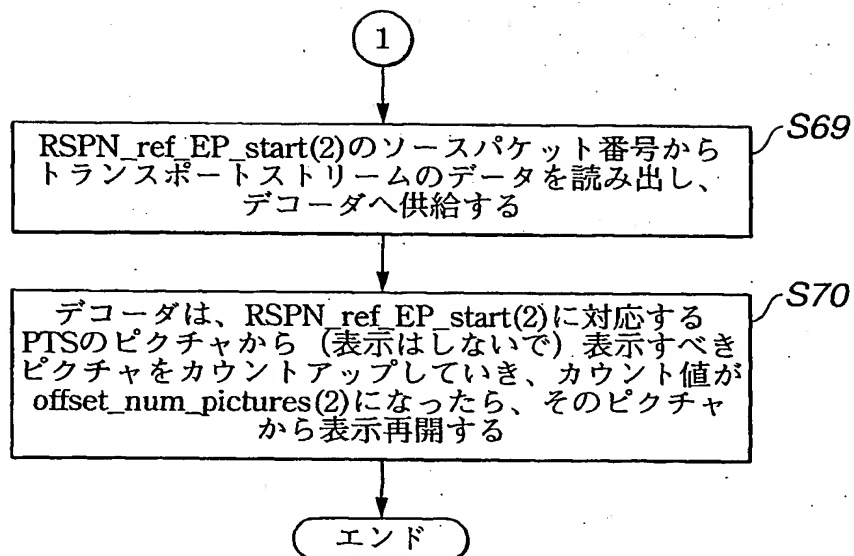 1
RSPN_ref_EP_start(2)のソースパケット番号から
トランスポートストリームのデータを読み出し、
デコーダへ供給する
S69
デコーダは、RSPN_ref_EP_start(2)に対応する
PTSのピクチャから（表示はしないで）表示すべき
ピクチャをカウントアップしていき、カウント値が
offset_num_pictures(2)になったら、そのピクチャ
から表示再開する
S70
エンド